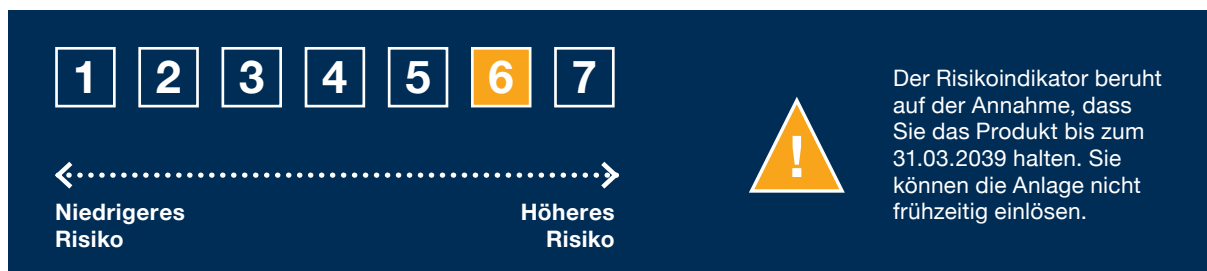 1 2 3 4 5 6 7
Niedrigeres
Risiko
Höheres
Risiko
!
Der Risikoindikator beruht
auf der Annahme, dass
Sie das Produkt bis zum
31.03.2039 halten. Sie
können die Anlage nicht
frühzeitig einlösen.